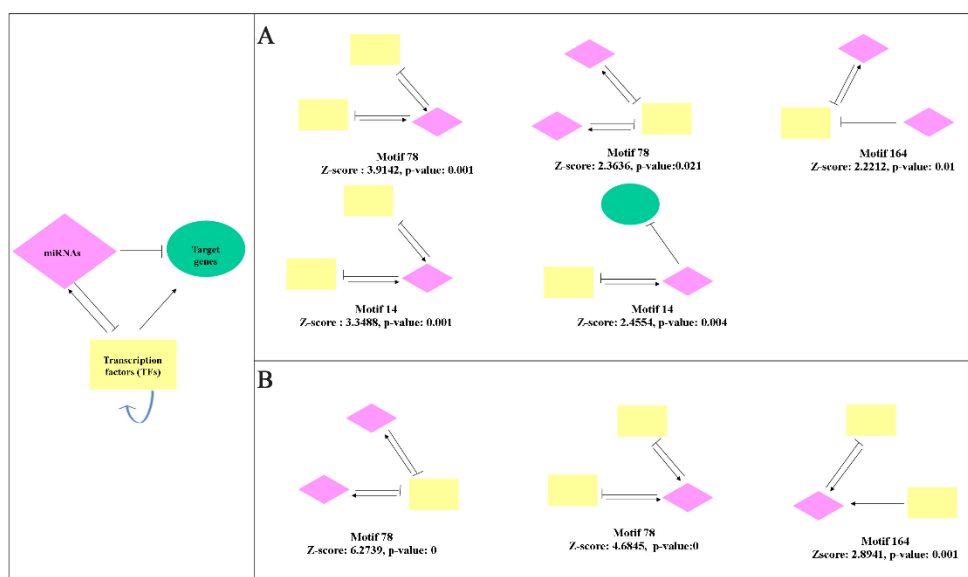 A
Motif 78
Z-score : 3.9142, p-value: 0.001
Motif 78
Z-score: 2.3636, p-value:0.021
Motif 164
Z-score: 2.2212, p-value: 0.01
miRNAs
Target
genes
Transcription
factors (TFs)
Motif 14
Z-score : 3.3488, p-value: 0.001
Motif 14
Z-score: 2.4554, p-value: 0.004
B
Motif 78
Z-score: 6.2739, p-value: 0
Motif 78
Z-score: 4.6845, p-value:0
Motif 164
Zscore: 2.8941, p-value: 0.001